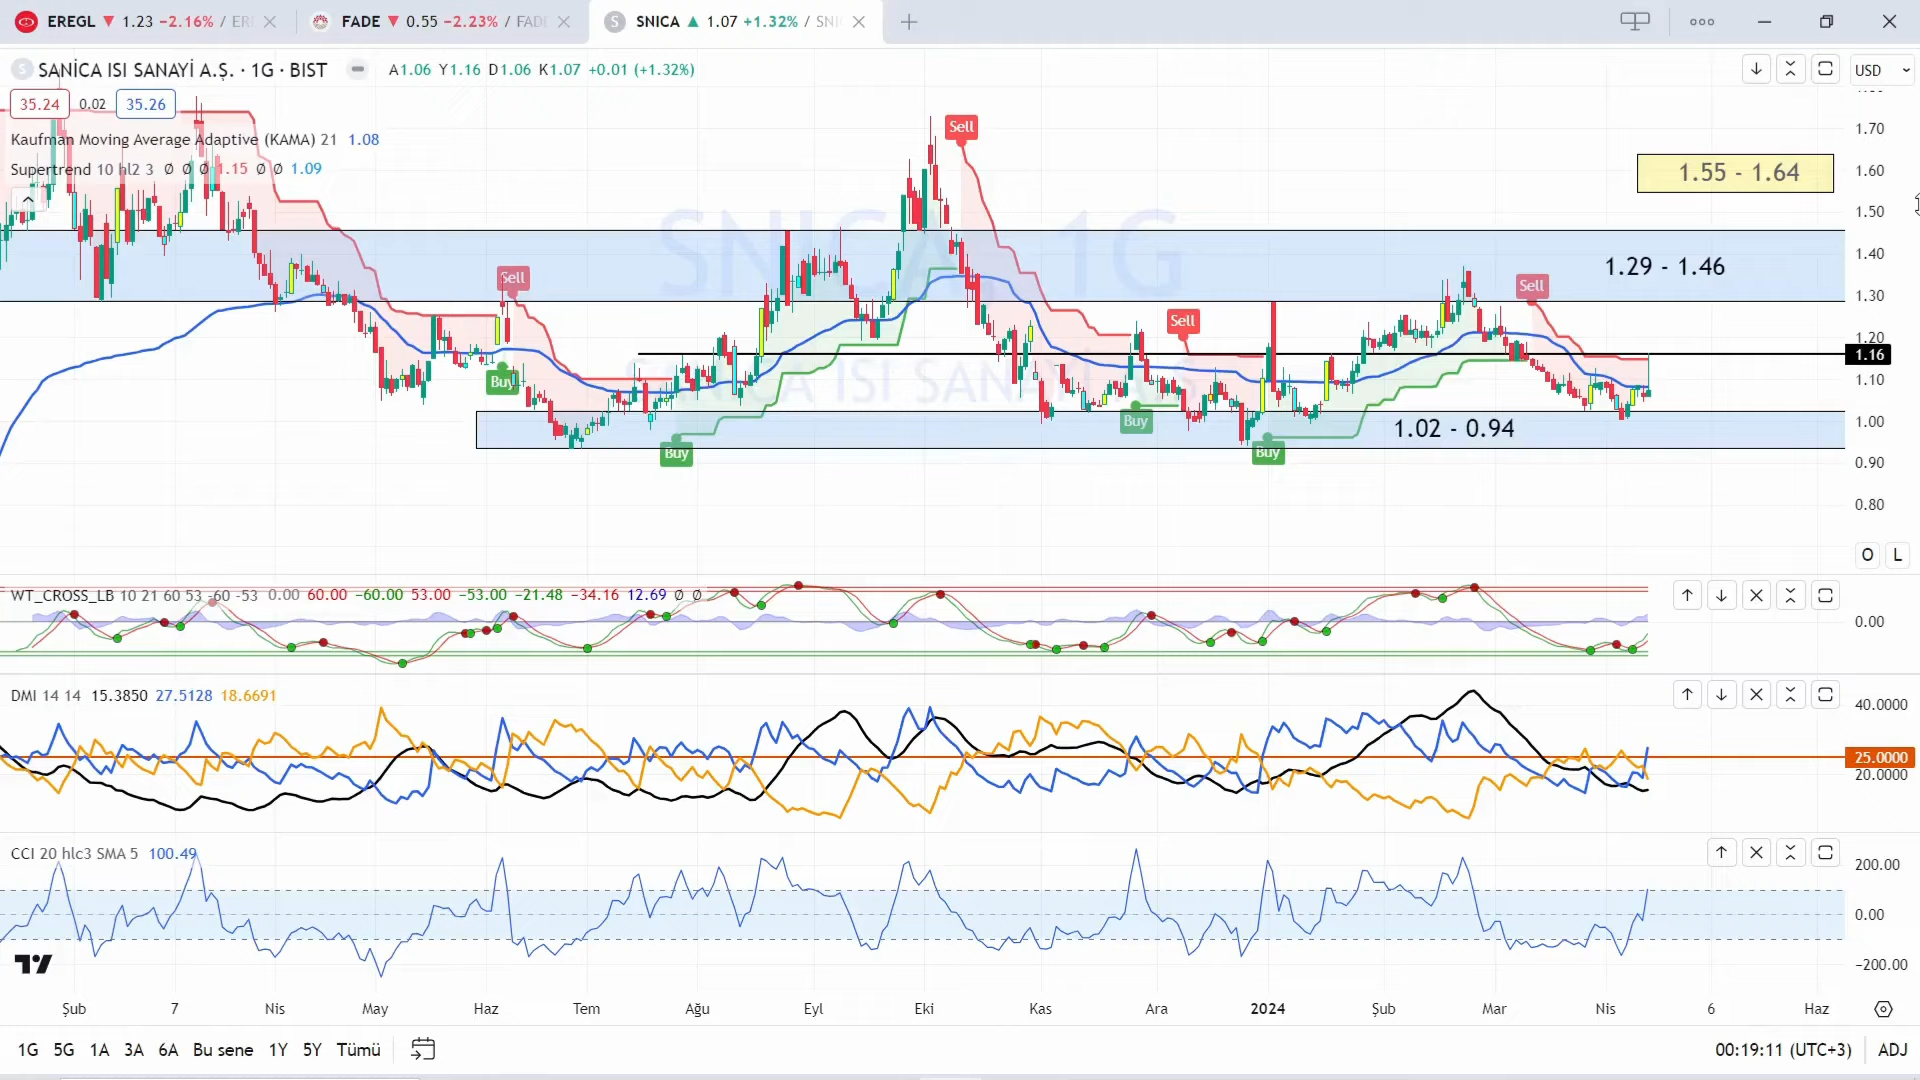 EREGL ▼ 1.23 −2.16% / ER
FADE ▼ 0.55 −2.23% / FAD
S SNICA ▲ 1.07 +1.32% / SNI
S SANİCA ISI SANAYİ A.Ş. · 1G · BIST A1.06 Y1.16 D1.06 K1.07 +0.01 (+1.32%)
USD
35.24 0.02 35.26
Kaufman Moving Average Adaptive (KAMA) 21 1.08
Supertrend 10 hl2 3 Ø Ø Ø 1.15 Ø Ø 1.09
SNICA, 1G
SANİCA ISI SANAYİ A.Ş.
Sell
Sell
Sell
Sell
Buy
Buy
Buy
Buy
1.55 - 1.64
1.29 - 1.46
1.02 - 0.94
1.70
1.60
1.50
1.40
1.30
1.20
1.16
1.10
1.00
0.90
0.80
O L
WT_CROSS_LB 10 21 60 53 -60 -53 0.00 60.00 −60.00 53.00 −53.00 −21.48 −34.16 12.69 Ø Ø
0.00
DMI 14 14 15.3850 27.5128 18.6691
40.0000
25.0000
20.0000
CCI 20 hlc3 SMA 5 100.49
200.00
0.00
−200.00
Şub 7 Nis May Haz Tem Ağu Eyl Eki Kas Ara 2024 Şub Mar Nis 6 Haz
1G 5G 1A 3A 6A Bu sene 1Y 5Y Tümü
00:19:11 (UTC+3) ADJ